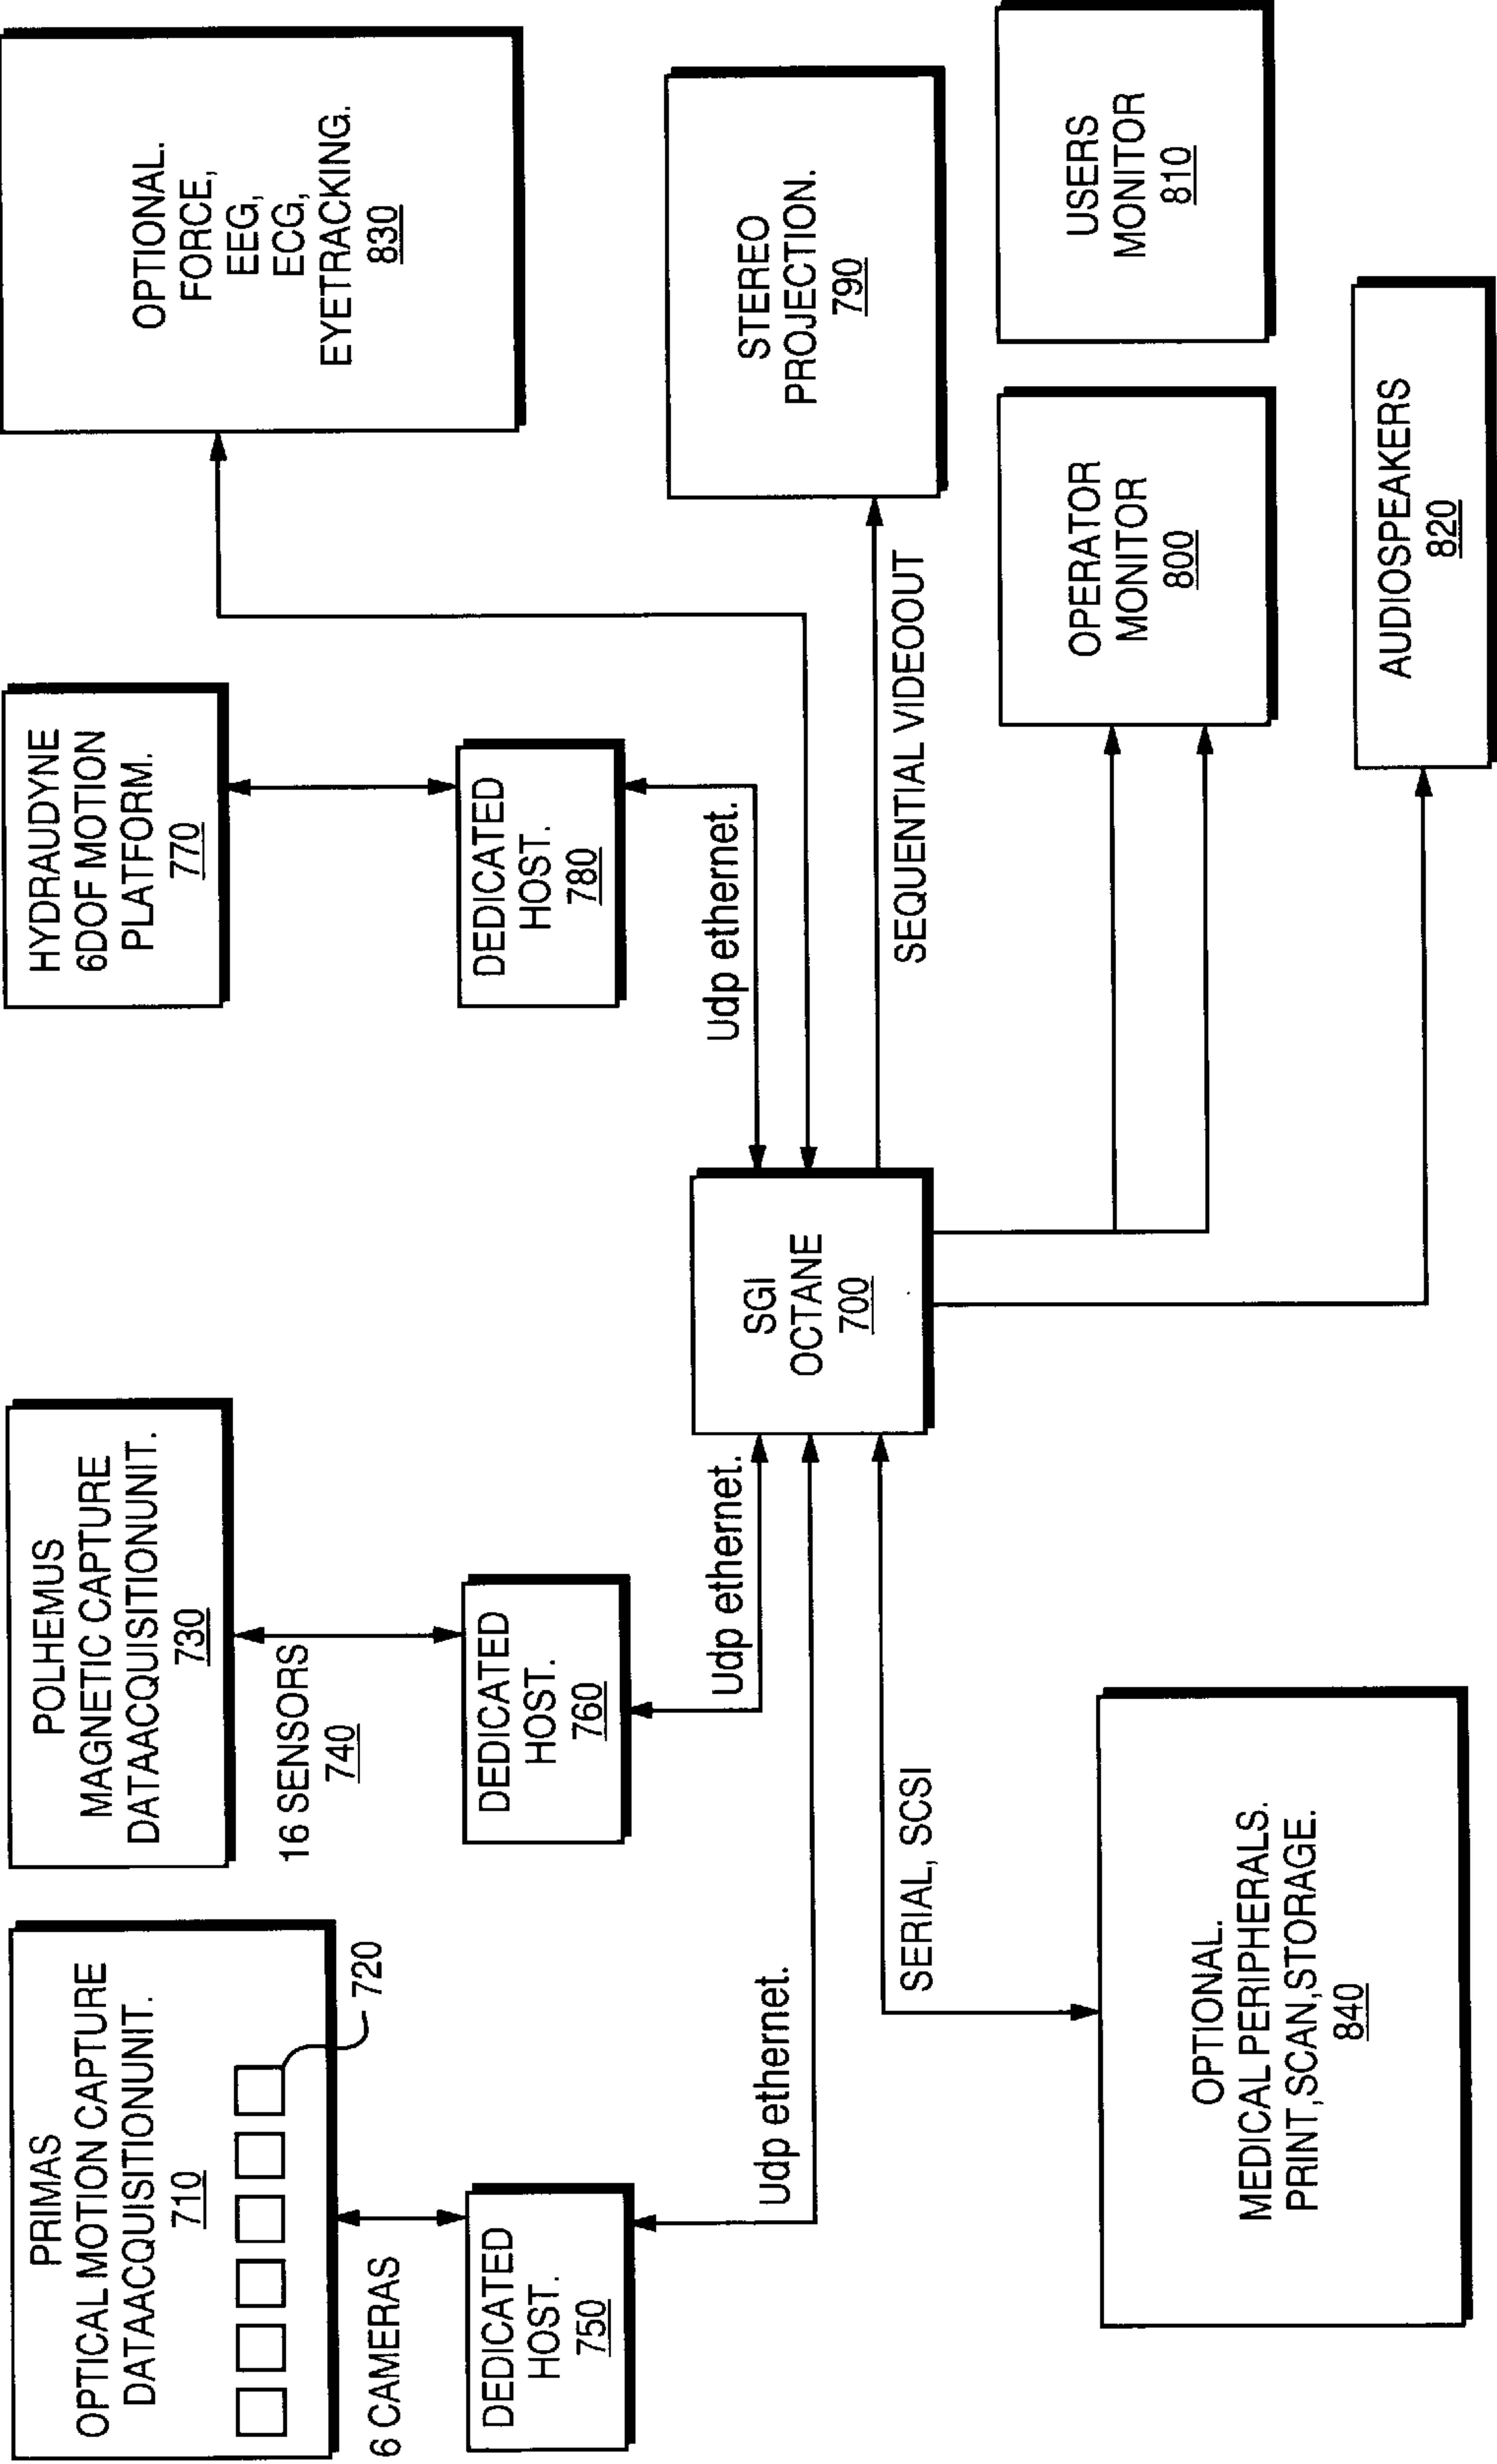 PRIMAS
OPTICAL MOTION CAPTURE
DATAACQUISITIONUNIT.
710
720
6 CAMERAS
DEDICATED
HOST.
750
Udp ethernet.
POLHEMUS
MAGNETIC CAPTURE
DATAACQUISITIONUNIT.
730
16 SENSORS
740
DEDICATED
HOST.
760
Udp ethernet.
HYDRAUDYNE
6DOF MOTION
PLATFORM.
770
DEDICATED
HOST.
780
Udp ethernet.
OPTIONAL.
FORCE,
EEG,
ECG,
EYETRACKING.
830
SGI
OCTANE
700
STEREO
PROJECTION.
790
SEQUENTIAL VIDEOOUT
SERIAL, SCSI
OPTIONAL.
MEDICAL PERIPHERALS.
PRINT,SCAN,STORAGE.
840
OPERATOR
MONITOR
800
USERS
MONITOR
810
AUDIOSPEAKERS
820